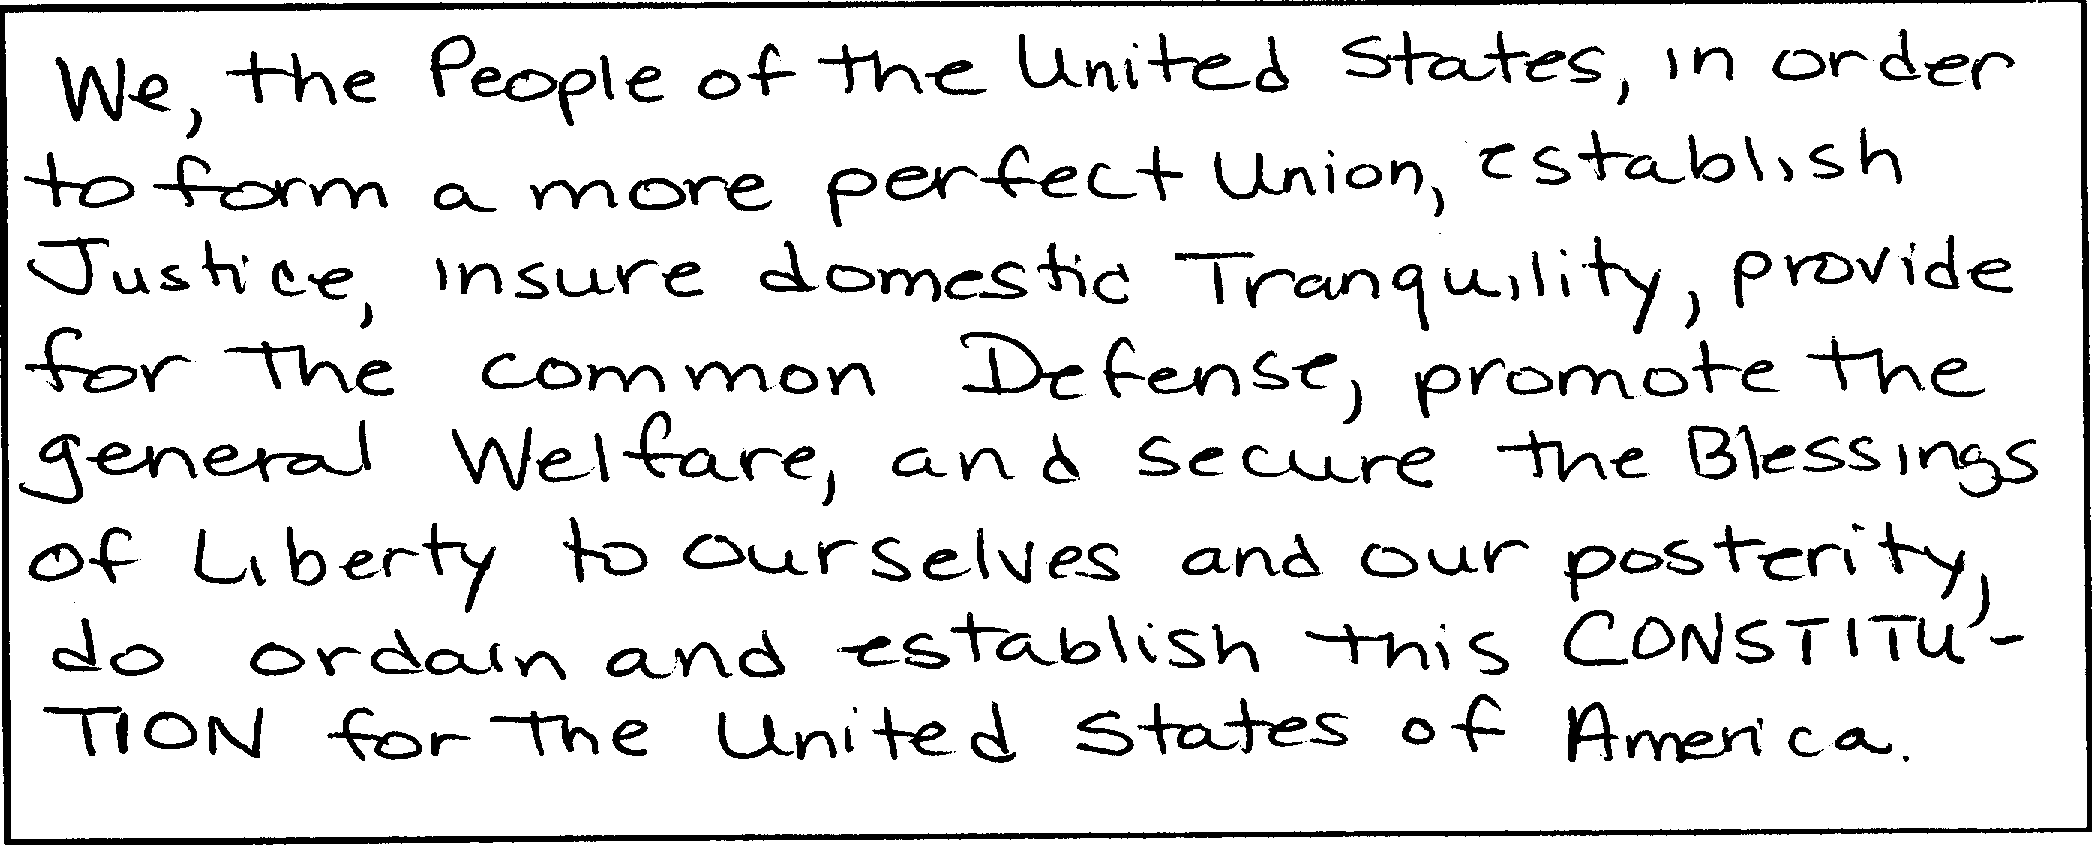 We, the People of the United States, in order
to form a more perfect Union, establish
Justice, insure domestic Tranquility, provide
for the common Defense, promote the
general Welfare, and secure the Blessings
of Liberty to ourselves and our posterity,
do ordain and establish this CONSTITU-
TION for the United States of America.